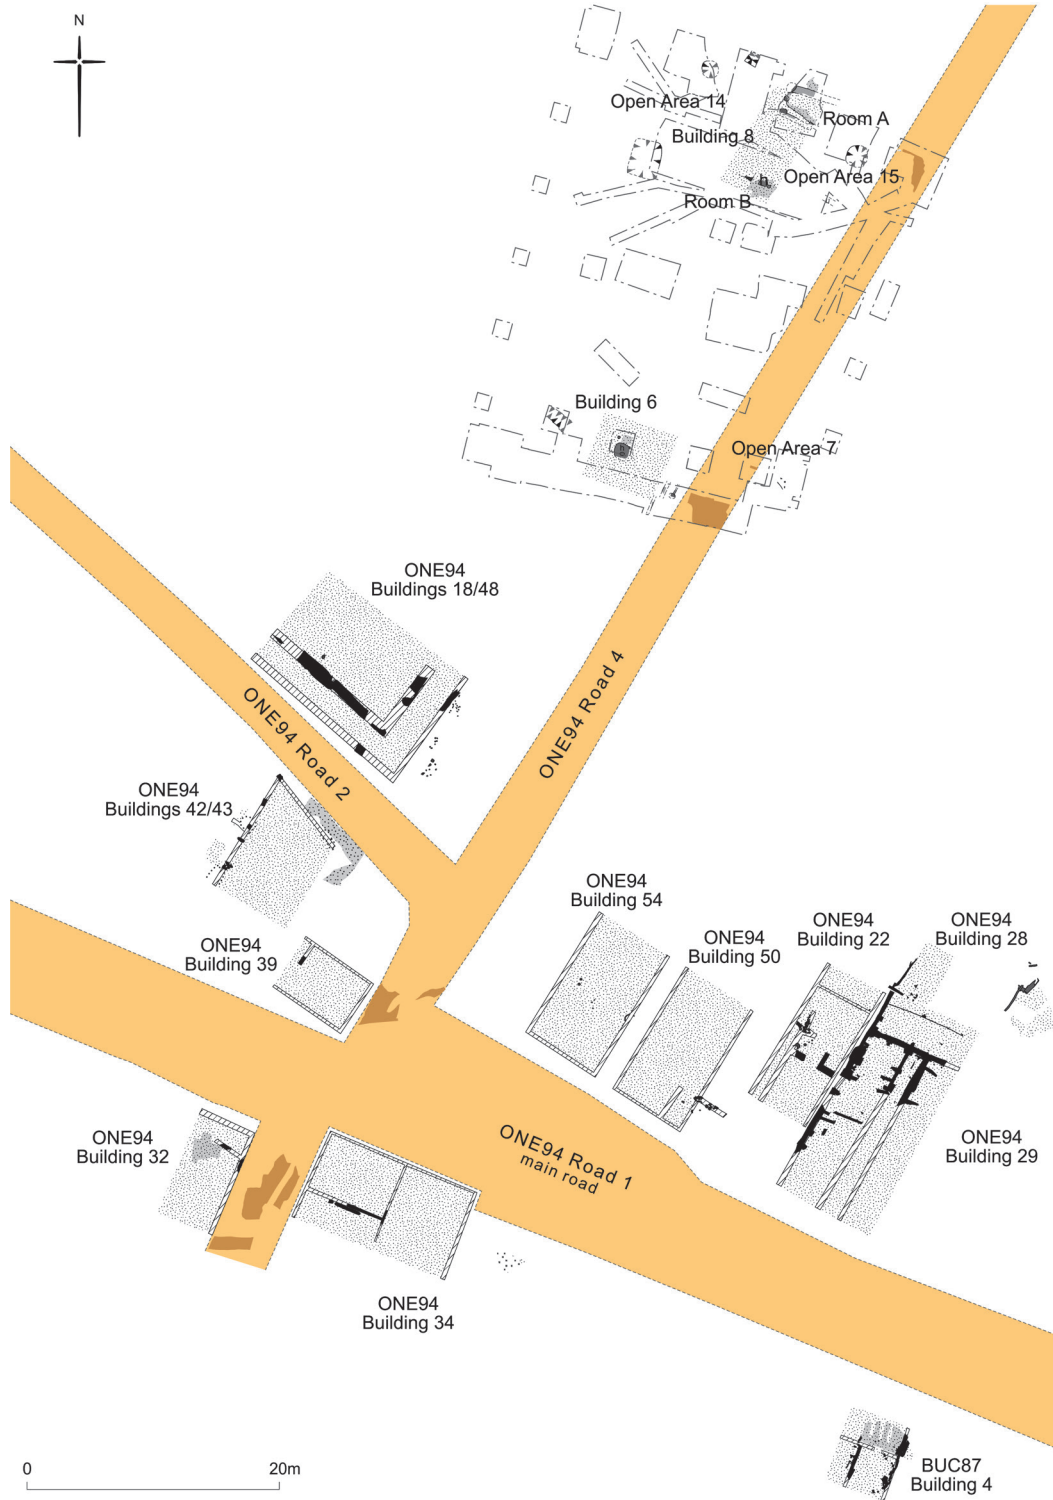 N
Open Area 14
Room A
Building 8
Open Area 15
Room B
Building 6
Open Area 7
ONE94
Buildings 18/48
ONE94 Road 4
ONE94 Road 2
ONE94
Buildings 42/43
ONE94
Building 54
ONE94
Building 50
ONE94
Building 22
ONE94
Building 28
ONE94
Building 39
ONE94
Building 32
ONE94 Road 1
main road
ONE94
Building 29
ONE94
Building 34
BUC87
Building 4
0
20m